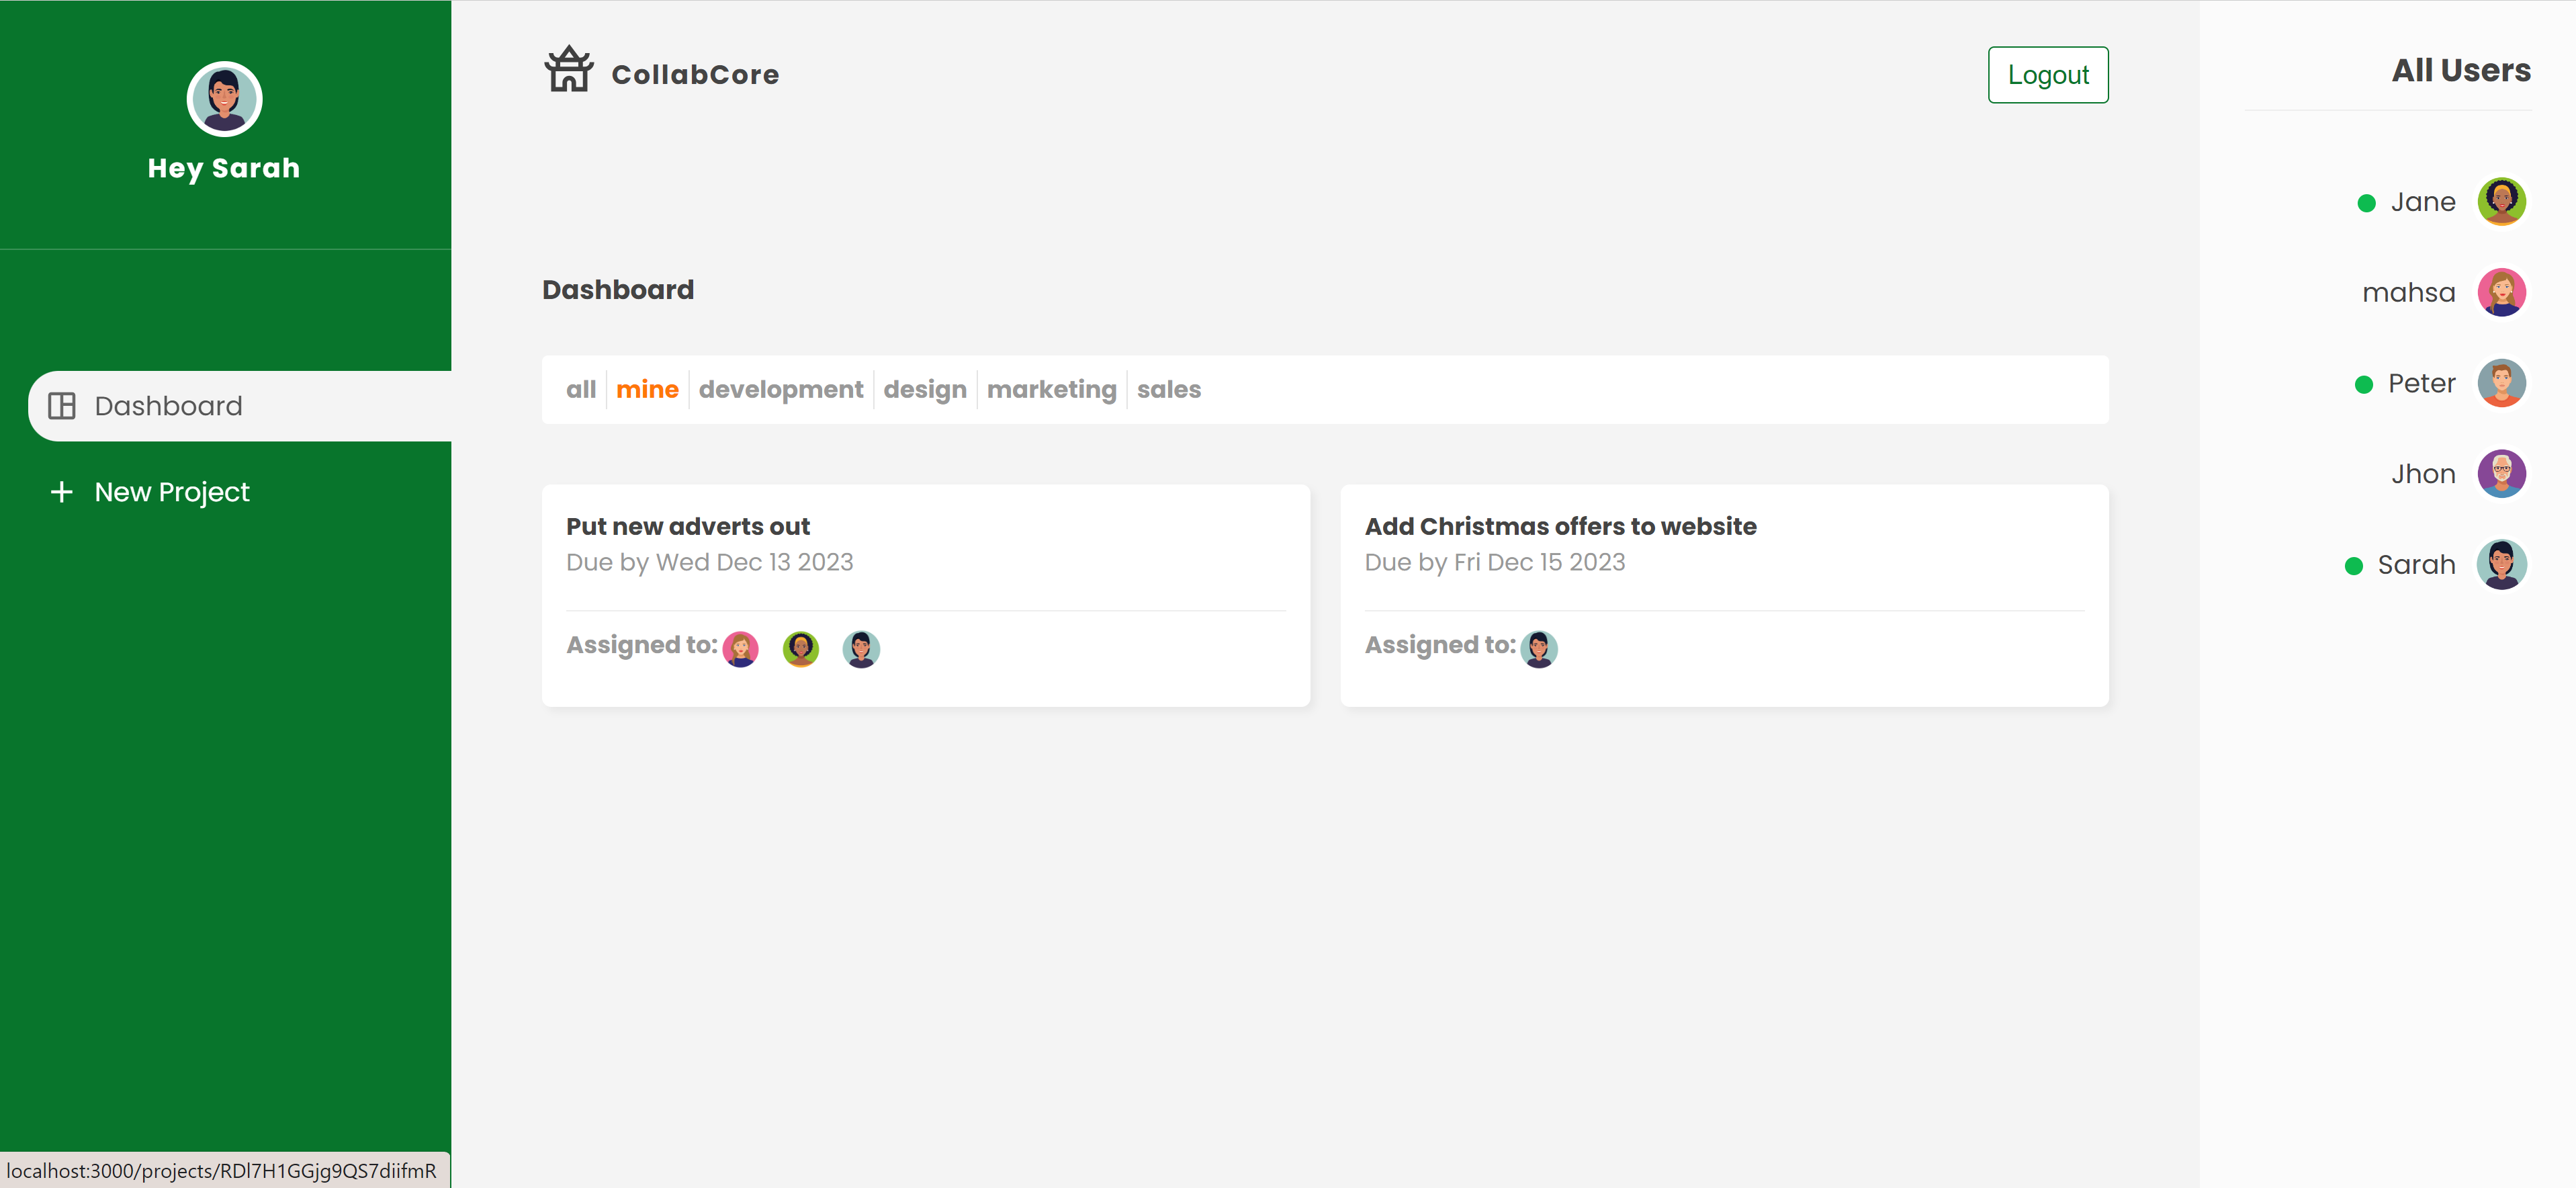 Hey Sarah
Dashboard
New Project
localhost:3000/projects/RDl7H1GGjg9QS7diifmR
CollabCore
Logout
Dashboard
all mine development design marketing sales
Put new adverts out
Due by Wed Dec 13 2023
Assigned to:
Add Christmas offers to website
Due by Fri Dec 15 2023
Assigned to:
All Users
Jane
mahsa
Peter
Jhon
Sarah